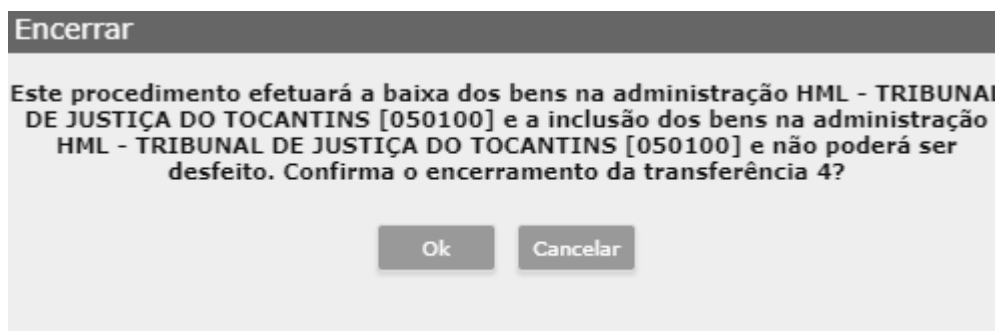 Encerrar
Este procedimento efetuará a baixa dos bens na administração HML - TRIBUNAL
DE JUSTIÇA DO TOCANTINS [050100] e a inclusão dos bens na administração
HML - TRIBUNAL DE JUSTIÇA DO TOCANTINS [050100] e não poderá ser
desfeito. Confirma o encerramento da transferência 4?
Ok
Cancelar